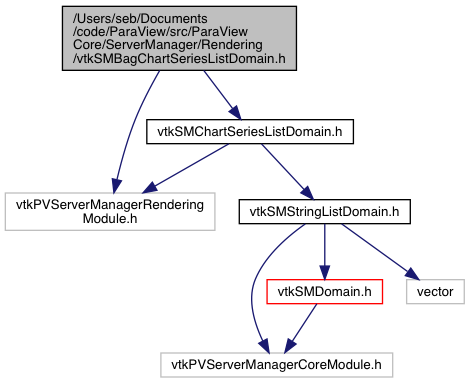 /Users/seb/Documents
/code/ParaView/src/ParaView
Core/ServerManager/Rendering
/vtkSMBagChartSeriesListDomain.h
vtkSMChartSeriesListDomain.h
vtkPVServerManagerRendering
Module.h
vtkSMStringListDomain.h
vtkSMDomain.h
vector
vtkPVServerManagerCoreModule.h